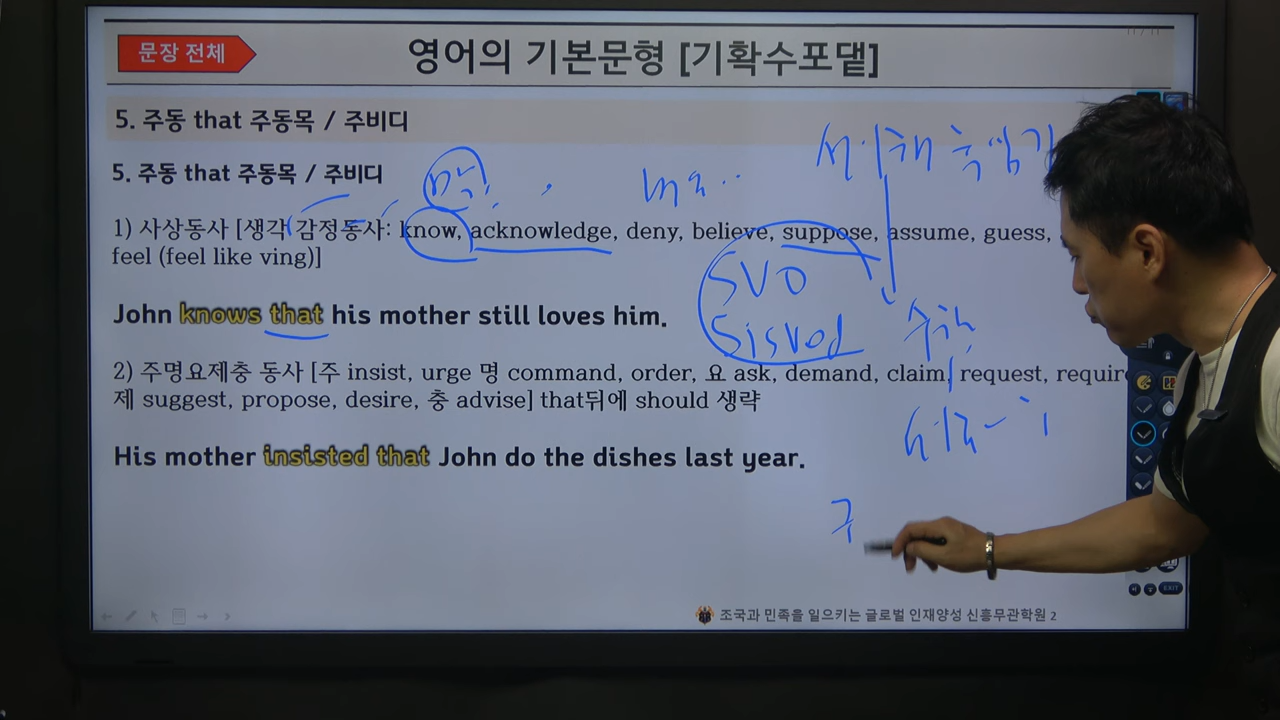 문장 전체
영어의 기본문형 [기확수포댙]
5. 주동 that 주동목 / 주비디
5. 주동 that 주동목 / 주비디
1) 사상동사 [생각 감정동사: know, acknowledge, deny, believe, suppose, assume, guess,
feel (feel like ving)]
SVO
John knows that his mother still loves him.
SisVed
2) 주명요제충 동사 [주 insist, urge 명 command, order, 요 ask, demand, claim, request, require
제 suggest, propose, desire, 충 advise] that뒤에 should 생략
His mother insisted that John do the dishes last year.
구
EXIT
조국과 민족을 일으키는 글로벌 인재양성 신흥무관학원 2